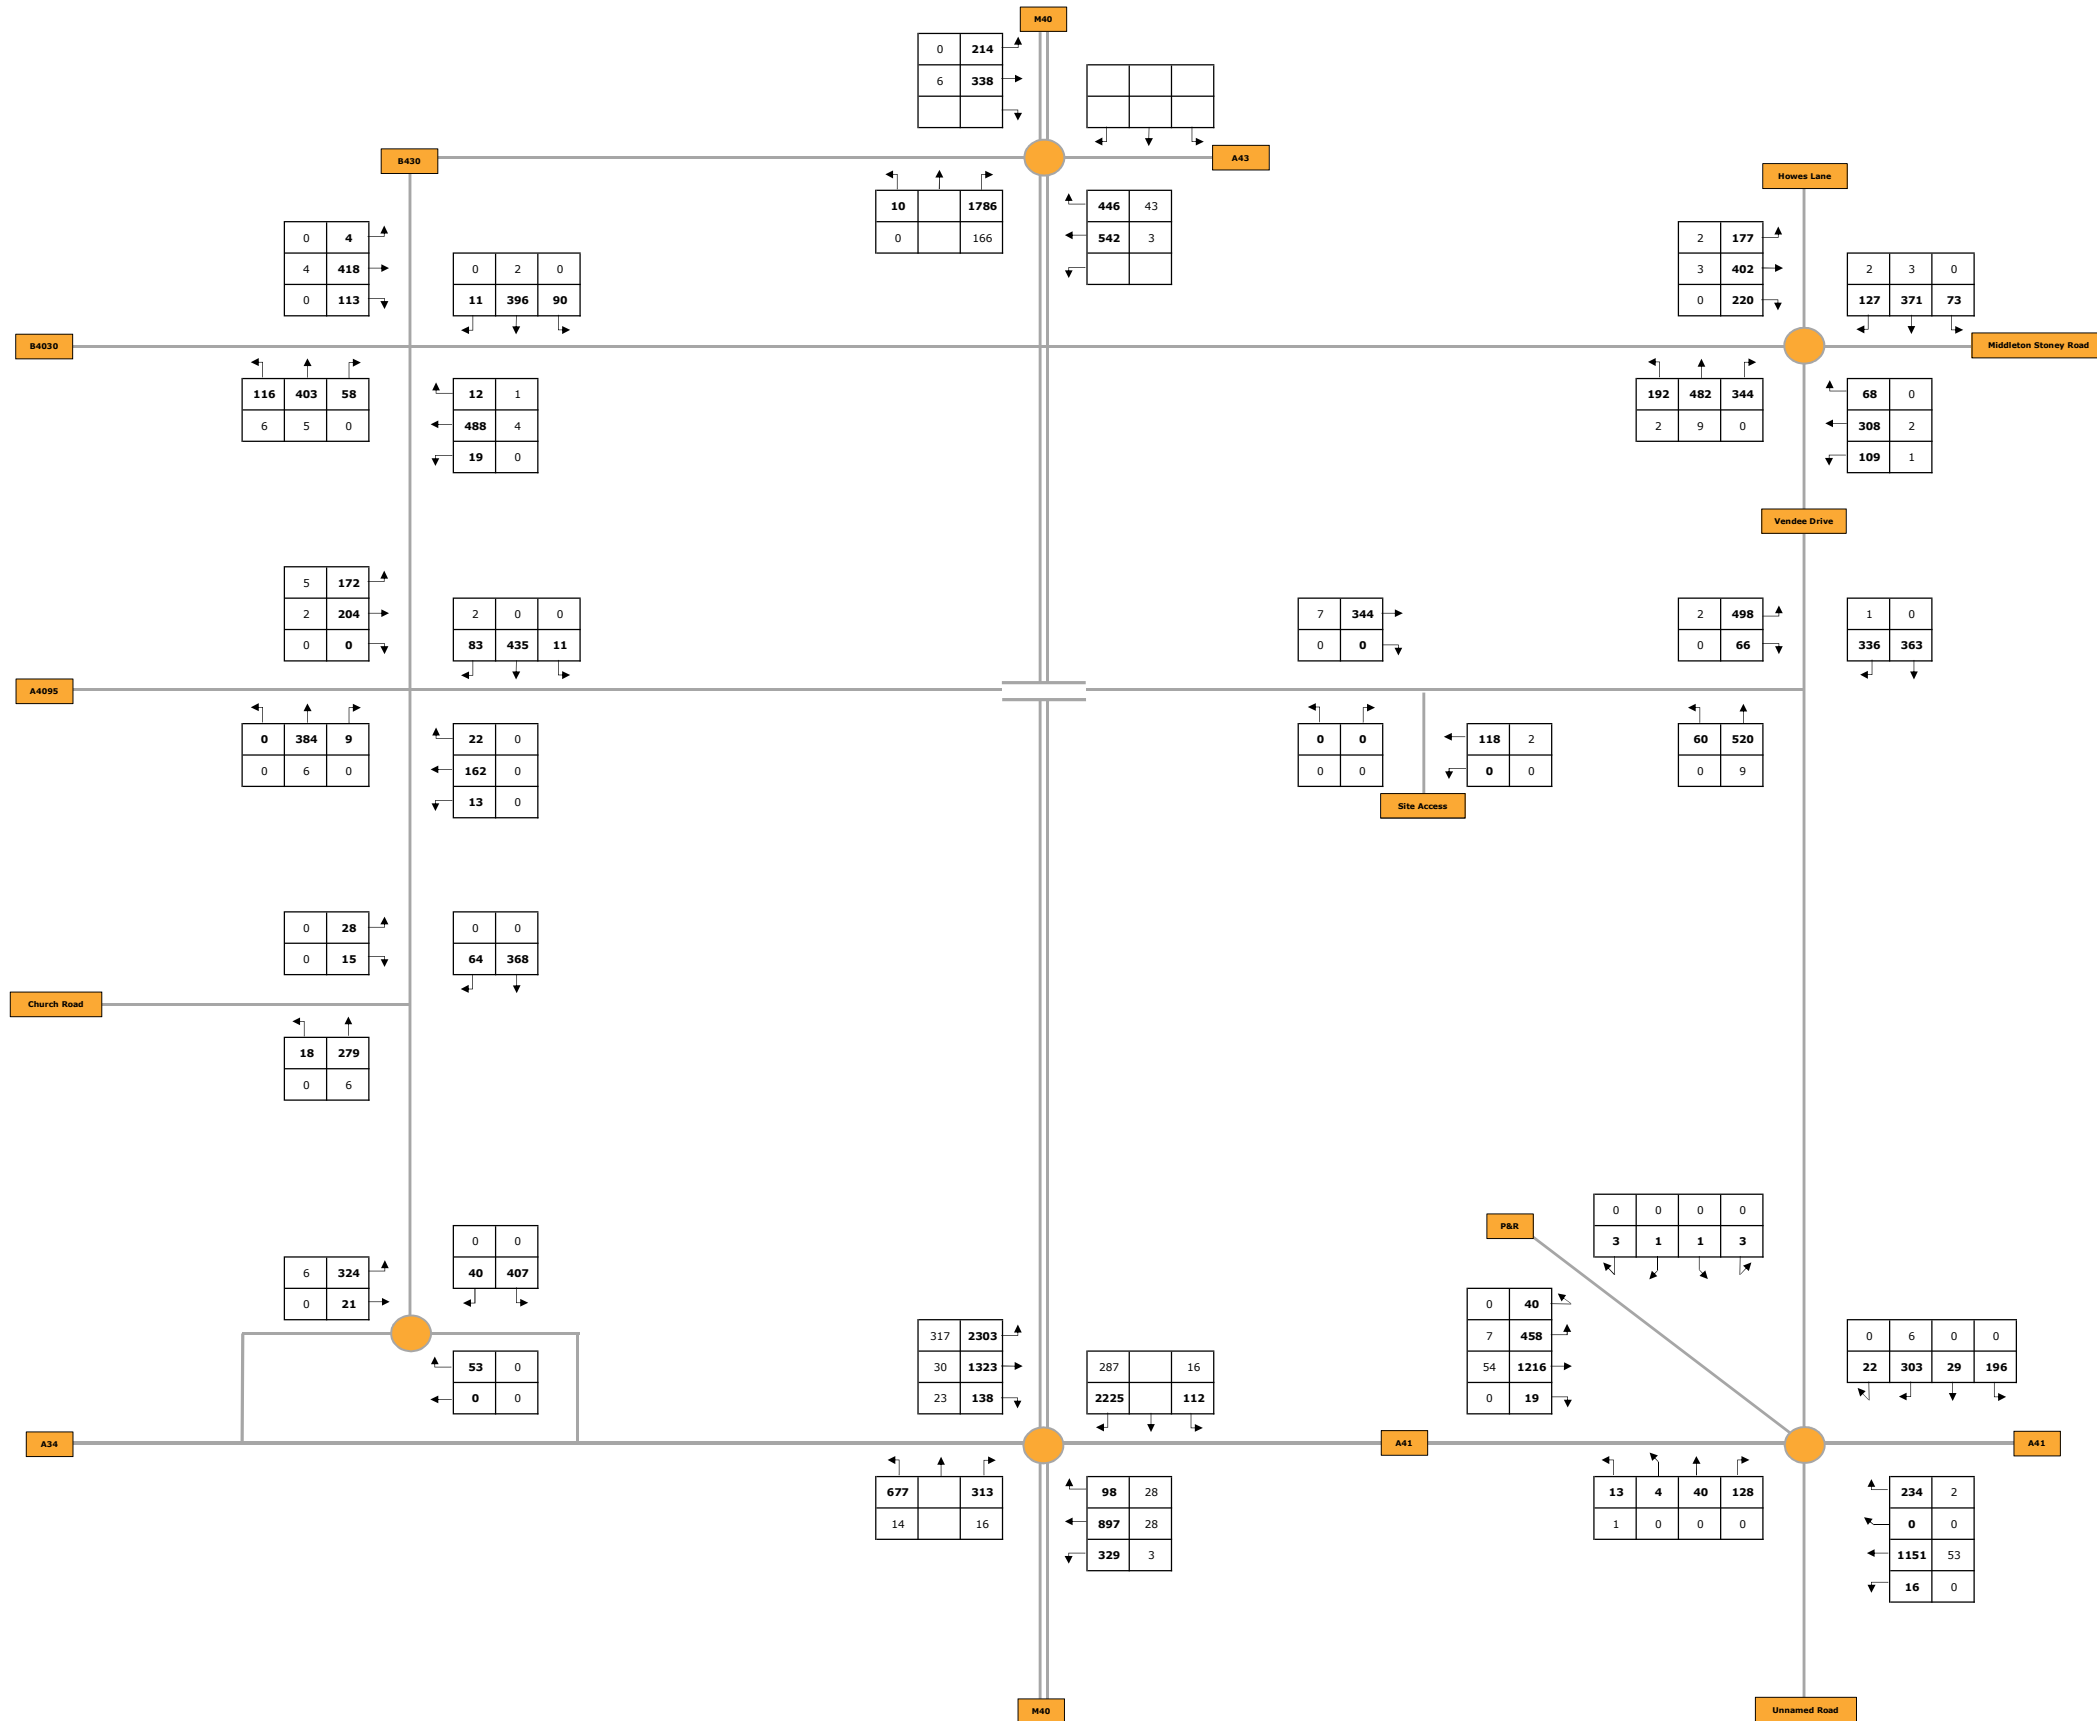 M40
0 214
6 338
B430
A43
10 1786
0 166
446 43
542 3
Howes Lane
0 4
4 418
0 113
0 2 0
11 396 90
2 177
3 402
0 220
2 3 0
127 371 73
B4030
Middleton Stoney Road
116 403 58
6 5 0
12 1
488 4
19 0
192 482 344
2 9 0
68 0
308 2
109 1
Vendee Drive
5 172
2 204
0 0
2 0 0
83 435 11
7 344
0 0
2 498
0 66
1 0
336 363
A4095
0 384 9
0 6 0
22 0
162 0
13 0
0 0
0 0
118 2
0 0
60 520
0 9
Site Access
0 28
0 15
0 0
64 368
Church Road
18 279
0 6
P&R
0 0 0 0
3 1 1 3
6 324
0 21
0 0
40 407
0 40
7 458
54 1216
0 19
0 6 0 0
22 303 29 196
53 0
0 0
317 2303
30 1323
23 138
287 16
2225 112
A34
A41
A41
677 313
14 16
98 28
897 28
329 3
13 4 40 128
1 0 0 0
234 2
0 0
1151 53
16 0
M40
Unnamed Road